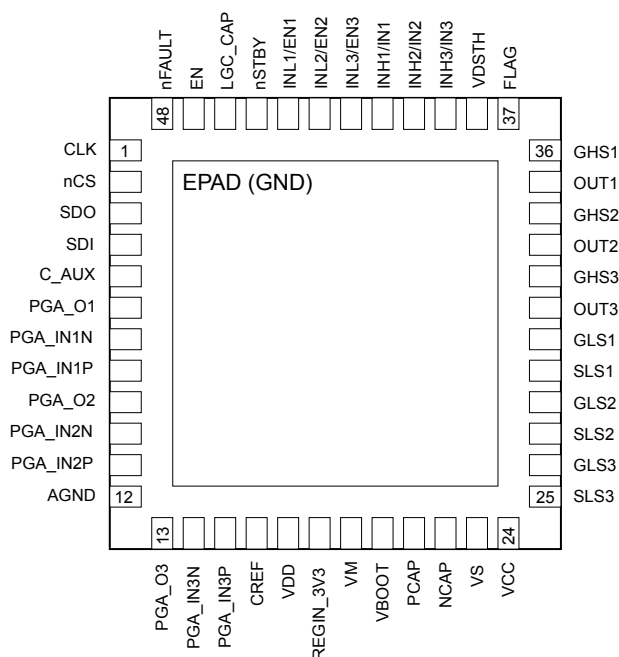 nFAULT
EN
LGC_CAP
nSTBY
INL1/EN1
INL2/EN2
INL3/EN3
INH1/IN1
INH2/IN2
INH3/IN3
VDSTH
FLAG
48
37
CLK
1
36
GHS1
nCS
EPAD (GND)
OUT1
SDO
GHS2
SDI
OUT2
C_AUX
GHS3
PGA_O1
OUT3
PGA_IN1N
GLS1
PGA_IN1P
SLS1
PGA_O2
GLS2
PGA_IN2N
SLS2
PGA_IN2P
GLS3
AGND
12
25
SLS3
13
24
PGA_O3
PGA_IN3N
PGA_IN3P
CREF
VDD
REGIN_3V3
VM
VBOOT
PCAP
NCAP
VS
VCC